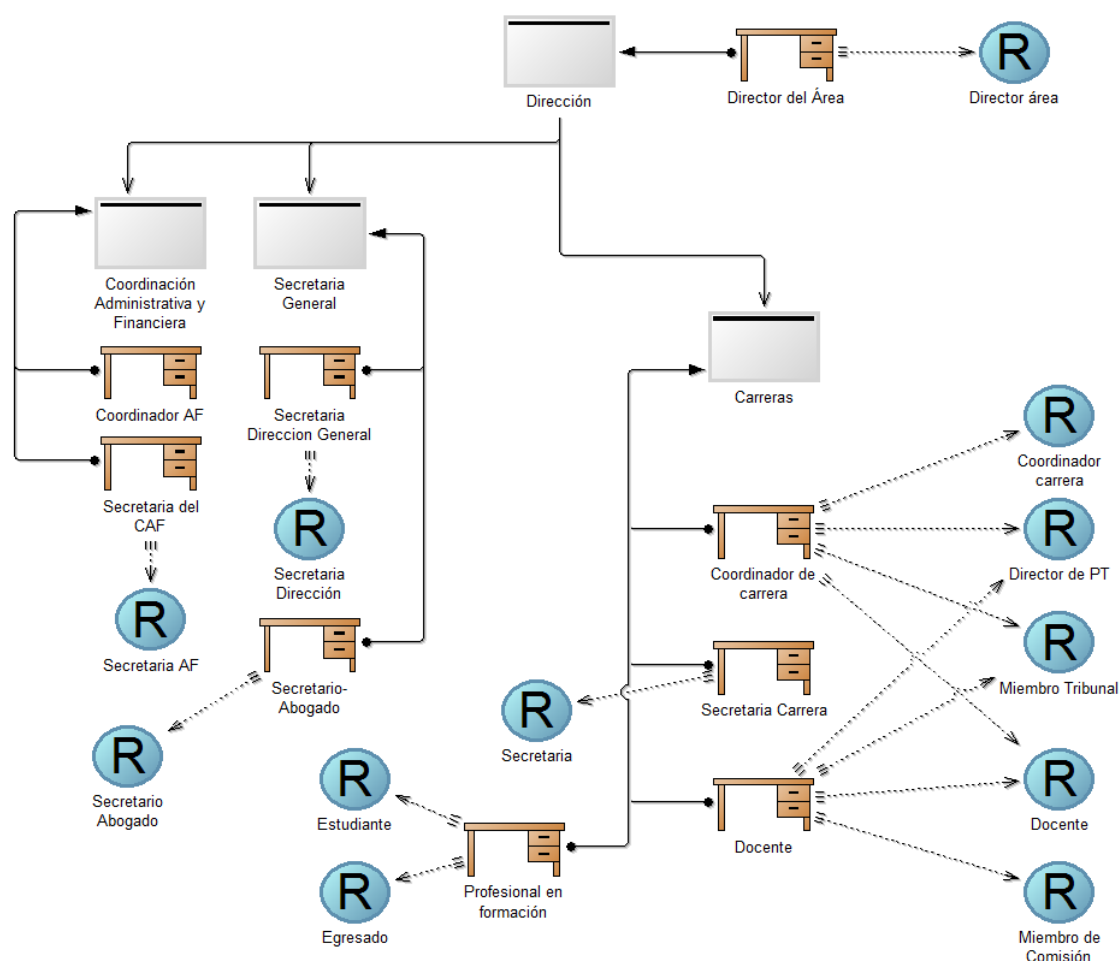 R
Dirección
Director del Área
Director área
Coordinación
Administrativa y
Financiera
Secretaria
General
Carreras
Coordinador AF
Secretaria
Direccion General
R
Coordinador
carrera
Secretaria del
CAF
R
Secretaria
Dirección
R
Director de PT
Coordinador de
carrera
R
Secretaria AF
R
Miembro Tribunal
Secretario-
Abogado
Secretaria Carrera
R
Secretaria
R
Secretario
Abogado
R
Estudiante
Docente
R
Docente
R
Egresado
Profesional en
formación
R
Miembro de
Comisión